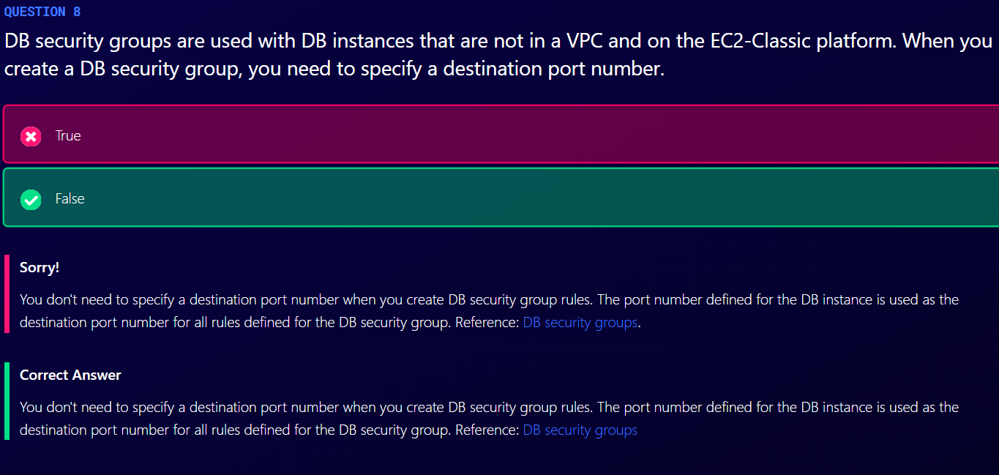 QUESTION 8
DB security groups are used with DB instances that are not in a VPC and on the EC2-Classic platform. When you
create a DB security group, you need to specify a destination port number.
True
False
Sorry!
You don't need to specify a destination port number when you create DB security group rules. The port number defined for the DB instance is used as the
destination port number for all rules defined for the DB security group. Reference: DB security groups.
Correct Answer
You don't need to specify a destination port number when you create DB security group rules. The port number defined for the DB instance is used as the
destination port number for all rules defined for the DB security group. Reference: DB security groups